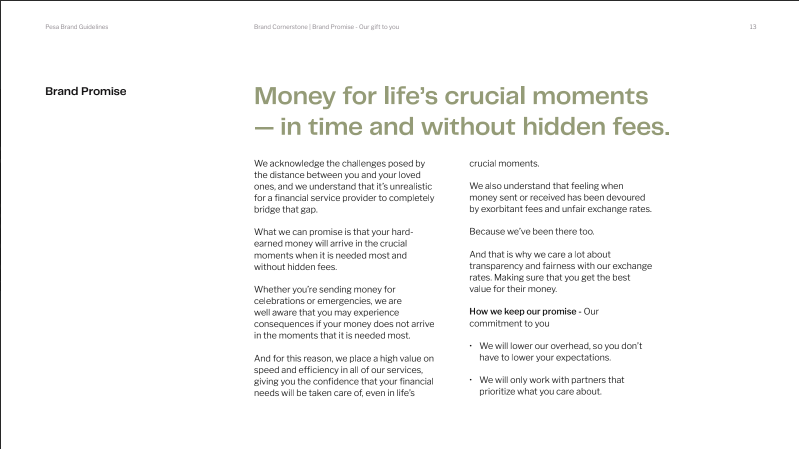 Pesa Brand Guidelines
Brand Cornerstone | Brand Promise - Our gift to you
13
Brand Promise
Money for life’s crucial moments
— in time and without hidden fees.
We acknowledge the challenges posed by
the distance between you and your loved
ones, and we understand that it’s unrealistic
for a financial service provider to completely
bridge that gap.
What we can promise is that your hard-
earned money will arrive in the crucial
moments when it is needed most and
without hidden fees.
Whether you’re sending money for
celebrations or emergencies, we are
well aware that you may experience
consequences if your money does not arrive
in the moments that it is needed most.
And for this reason, we place a high value on
speed and efficiency in all of our services,
giving you the confidence that your financial
needs will be taken care of, even in life’s
crucial moments.
We also understand that feeling when
money sent or received has been devoured
by exorbitant fees and unfair exchange rates.
Because we’ve been there too.
And that is why we care a lot about
transparency and fairness with our exchange
rates. Making sure that you get the best
value for their money.
How we keep our promise - Our
commitment to you
• We will lower our overhead, so you don’t
have to lower your expectations.
• We will only work with partners that
prioritize what you care about.